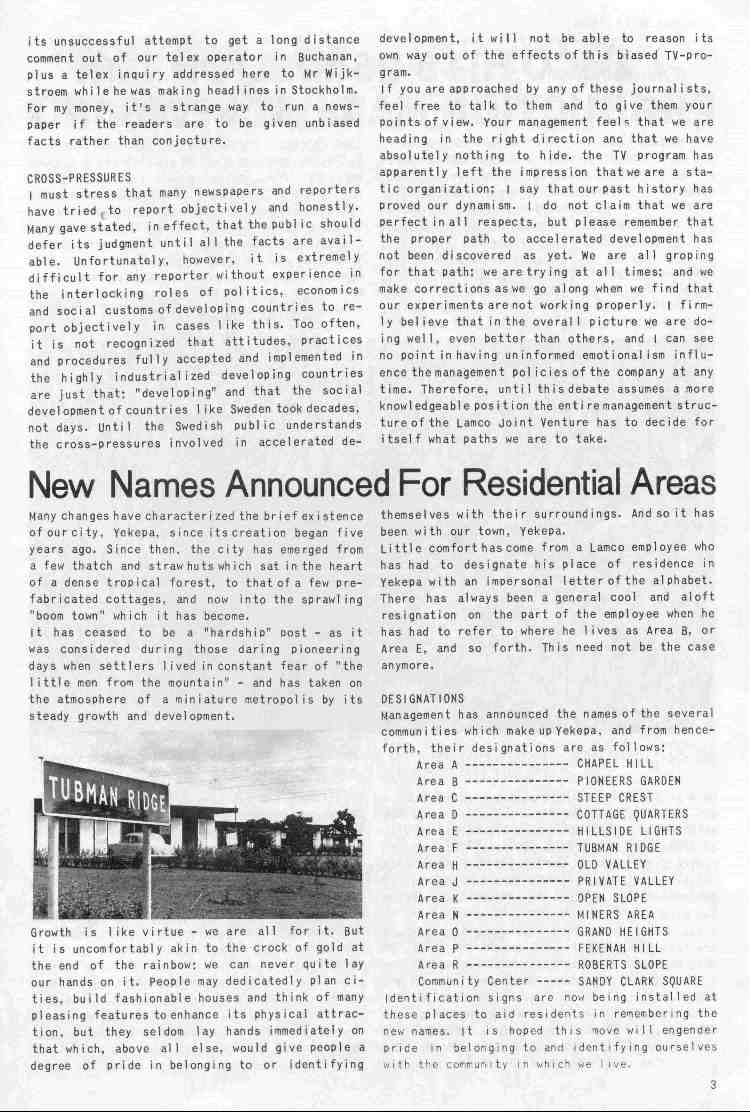 its unsuccessful attempt to get a long distance
comment out of our telex operator in Buchanan,
plus a telex inquiry addressed here to Mr Wijk-
stroem while he was making headlines in Stockholm.
For my money, it's a strange way to run a news-
paper if the readers are to be given unbiased
facts rather than conjecture.
CROSS-PRESSURES
I must stress that many newspapers and reporters
have tried to report objectively and honestly.
Many gave stated, in effect, that the public should
defer its judgment until all the facts are avail-
able. Unfortunately, however, it is extremely
difficult for any reporter without experience in
the interlocking roles of politics, economics
and social customs of developing countries to re-
port objectively in cases like this. Too often,
it is not recognized that attitudes, practices
and procedures fully accepted and implemented in
the highly industrialized developing countries
are just that: "developing" and that the social
development of countries like Sweden took decades,
not days. Until the Swedish public understands
the cross-pressures involved in accelerated de-
development, it will not be able to reason its
own way out of the effects of this biased TV-pro-
gram.
If you are approached by any of these journalists,
feel free to talk to them and to give them your
points of view. Your management feels that we are
heading in the right direction and that we have
absolutely nothing to hide. the TV program has
apparently left the impression that we are a sta-
tic organization; I say that our past history has
proved our dynamism. I do not claim that we are
perfect in all respects, but please remember that
the proper path to accelerated development has
not been discovered as yet. We are all groping
for that path; we are trying at all times; and we
make corrections as we go along when we find that
our experiments are not working properly. I firm-
ly believe that in the overall picture we are do-
ing well, even better than others, and I can see
no point in having uninformed emotionalism influ-
ence the management policies of the company at any
time. Therefore, until this debate assumes a more
knowledgeable position the entire management struc-
ture of the Lamco Joint Venture has to decide for
itself what paths we are to take.
New Names Announced For Residential Areas
Many changes have characterized the brief existence
of our city, Yekepa, since its creation began five
years ago. Since then, the city has emerged from
a few thatch and straw huts which sat in the heart
of a dense tropical forest, to that of a few pre-
fabricated cottages, and now into the sprawling
"boom town" which it has become.
It has ceased to be a "hardship" post - as it
was considered during those daring pioneering
days when settlers lived in constant fear of "the
little men from the mountain" - and has taken on
the atmosphere of a miniature metropolis by its
steady growth and development.
TUBMAN RIDGE
Growth is like virtue - we are all for it. But
it is uncomfortably akin to the crock of gold at
the end of the rainbow; we can never quite lay
our hands on it. People may dedicatedly plan ci-
ties, build fashionable houses and think of many
pleasing features to enhance its physical attrac-
tion, but they seldom lay hands immediately on
that which, above all else, would give people a
degree of pride in belonging to or identifying
themselves with their surroundings. And so it has
been with our town, Yekepa.
Little comfort has come from a Lamco employee who
has had to designate his place of residence in
Yekepa with an impersonal letter of the alphabet.
There has always been a general cool and aloft
resignation on the part of the employee when he
has had to refer to where he lives as Area B, or
Area E, and so forth. This need not be the case
anymore.
DESIGNATIONS
Management has announced the names of the several
communities which make up Yekepa, and from hence-
forth, their designations are as follows:
Area A --------------- CHAPEL HILL
Area B --------------- PIONEERS GARDEN
Area C --------------- STEEP CREST
Area D --------------- COTTAGE QUARTERS
Area E --------------- HILLSIDE LIGHTS
Area F --------------- TUBMAN RIDGE
Area H --------------- OLD VALLEY
Area J --------------- PRIVATE VALLEY
Area K --------------- OPEN SLOPE
Area N --------------- MINERS AREA
Area O --------------- GRAND HEIGHTS
Area P --------------- FEKENAH HILL
Area R --------------- ROBERTS SLOPE
Community Center ----- SANDY CLARK SQUARE
Identification signs are now being installed at
these places to aid residents in remembering the
new names. It is hoped this move will engender
pride in belonging to and identifying ourselves
with the community in which we live.
3